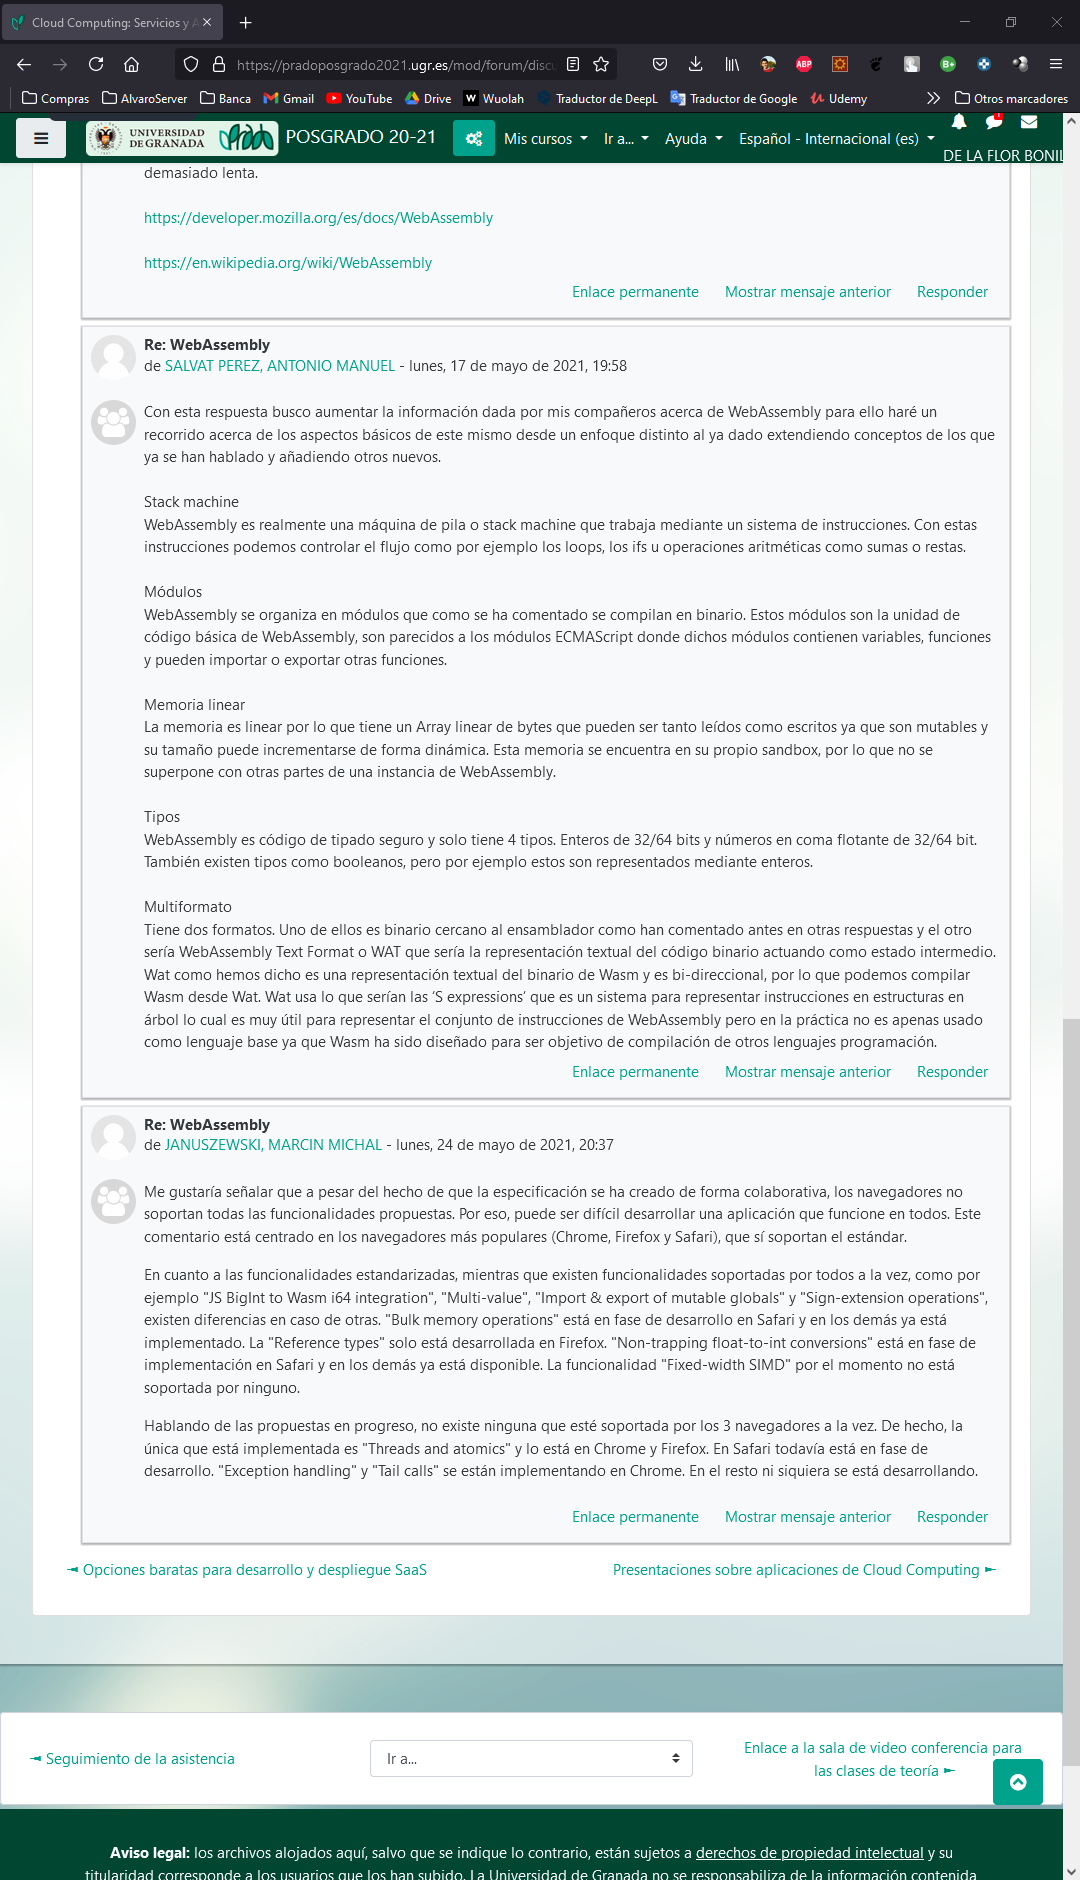 Cloud Computing: Servicios y A
https://pradoposgrado2021.ugr.es/mod/forum/discu
ABP
B+
Compras AlvaroServer Banca Gmail YouTube Drive W Wuolah Traductor de DeepL Traductor de Google Udemy Otros marcadores
UNIVERSIDAD
DE GRANADA
POSGRADO 20-21 Mis cursos Ir a... Ayuda Español - Internacional (es)
DE LA FLOR BONIL
demasiado lenta.
https://developer.mozilla.org/es/docs/WebAssembly
https://en.wikipedia.org/wiki/WebAssembly
Enlace permanente Mostrar mensaje anterior Responder
Re: WebAssembly
de SALVAT PEREZ, ANTONIO MANUEL - lunes, 17 de mayo de 2021, 19:58
Con esta respuesta busco aumentar la información dada por mis compañeros acerca de WebAssembly para ello haré un
recorrido acerca de los aspectos básicos de este mismo desde un enfoque distinto al ya dado extendiendo conceptos de los que
ya se han hablado y añadiendo otros nuevos.
Stack machine
WebAssembly es realmente una máquina de pila o stack machine que trabaja mediante un sistema de instrucciones. Con estas
instrucciones podemos controlar el flujo como por ejemplo los loops, los ifs u operaciones aritméticas como sumas o restas.
Módulos
WebAssembly se organiza en módulos que como se ha comentado se compilan en binario. Estos módulos son la unidad de
código básica de WebAssembly, son parecidos a los módulos ECMAScript donde dichos módulos contienen variables, funciones
y pueden importar o exportar otras funciones.
Memoria linear
La memoria es linear por lo que tiene un Array linear de bytes que pueden ser tanto leídos como escritos ya que son mutables y
su tamaño puede incrementarse de forma dinámica. Esta memoria se encuentra en su propio sandbox, por lo que no se
superpone con otras partes de una instancia de WebAssembly.
Tipos
WebAssembly es código de tipado seguro y solo tiene 4 tipos. Enteros de 32/64 bits y números en coma flotante de 32/64 bit.
También existen tipos como booleanos, pero por ejemplo estos son representados mediante enteros.
Multiformato
Tiene dos formatos. Uno de ellos es binario cercano al ensamblador como han comentado antes en otras respuestas y el otro
sería WebAssembly Text Format o WAT que sería la representación textual del código binario actuando como estado intermedio.
Wat como hemos dicho es una representación textual del binario de Wasm y es bi-direccional, por lo que podemos compilar
Wasm desde Wat. Wat usa lo que serían las ‘S expressions’ que es un sistema para representar instrucciones en estructuras en
árbol lo cual es muy útil para representar el conjunto de instrucciones de WebAssembly pero en la práctica no es apenas usado
como lenguaje base ya que Wasm ha sido diseñado para ser objetivo de compilación de otros lenguajes programación.
Enlace permanente Mostrar mensaje anterior Responder
Re: WebAssembly
de JANUSZEWSKI, MARCIN MICHAL - lunes, 24 de mayo de 2021, 20:37
Me gustaría señalar que a pesar del hecho de que la especificación se ha creado de forma colaborativa, los navegadores no
soportan todas las funcionalidades propuestas. Por eso, puede ser difícil desarrollar una aplicación que funcione en todos. Este
comentario está centrado en los navegadores más populares (Chrome, Firefox y Safari), que sí soportan el estándar.
En cuanto a las funcionalidades estandarizadas, mientras que existen funcionalidades soportadas por todos a la vez, como por
ejemplo "JS BigInt to Wasm i64 integration", "Multi-value", "Import & export of mutable globals" y "Sign-extension operations",
existen diferencias en caso de otras. "Bulk memory operations" está en fase de desarrollo en Safari y en los demás ya está
implementado. La "Reference types" solo está desarrollada en Firefox. "Non-trapping float-to-int conversions" está en fase de
implementación en Safari y en los demás ya está disponible. La funcionalidad "Fixed-width SIMD" por el momento no está
soportada por ninguno.
Hablando de las propuestas en progreso, no existe ninguna que esté soportada por los 3 navegadores a la vez. De hecho, la
única que está implementada es "Threads and atomics" y lo está en Chrome y Firefox. En Safari todavía está en fase de
desarrollo. "Exception handling" y "Tail calls" se están implementando en Chrome. En el resto ni siquiera se está desarrollando.
Enlace permanente Mostrar mensaje anterior Responder
◄ Opciones baratas para desarrollo y despliegue SaaS Presentaciones sobre aplicaciones de Cloud Computing ►
◄ Seguimiento de la asistencia Ir a... Enlace a la sala de video conferencia para
las clases de teoría ►
Aviso legal: los archivos alojados aquí, salvo que se indique lo contrario, están sujetos a derechos de propiedad intelectual y su
titularidad corresponde a los usuarios que los han subido. La Universidad de Granada no se responsabiliza de la información contenida